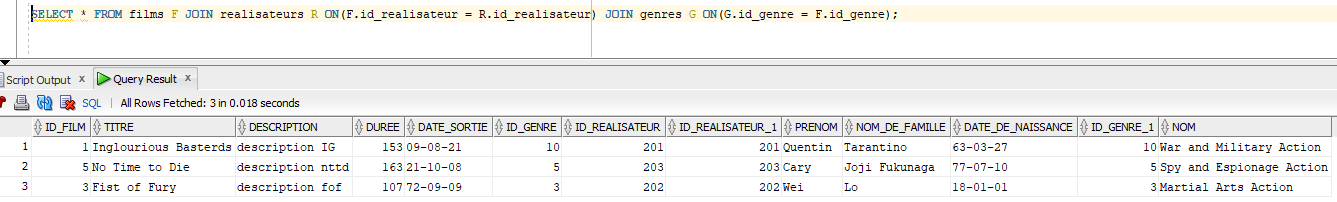 SELECT * FROM films F JOIN realisateurs R ON(F.id_realisateur = R.id_realisateur) JOIN genres G ON(G.id_genre = F.id_genre);
Script Output x Query Result x
SQL | All Rows Fetched: 3 in 0.018 seconds
ID_FILM TITRE DESCRIPTION DUREE DATE_SORTIE ID_GENRE ID_REALISATEUR ID_REALISATEUR_1 PRENOM NOM_DE_FAMILLE DATE_DE_NAISSANCE ID_GENRE_1 NOM
1 1 Inglourious Basterds description IG 153 09-08-21 10 201 201 Quentin Tarantino 63-03-27 10 War and Military Action
2 5 No Time to Die description nttd 163 21-10-08 5 203 203 Cary Joji Fukunaga 77-07-10 5 Spy and Espionage Action
3 3 Fist of Fury description fof 107 72-09-09 3 202 202 Wei Lo 18-01-01 3 Martial Arts Action